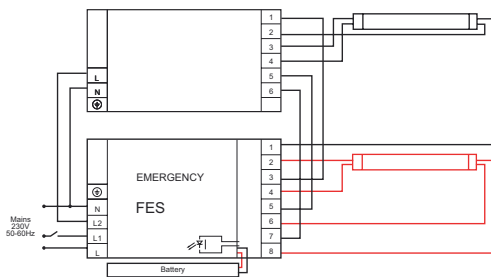 1
2
3
4
5
6
L
N
1
2
3
4
5
6
7
8
EMERGENCY
FES
N
L2
L1
L
Mains
230V
50-60Hz
Battery